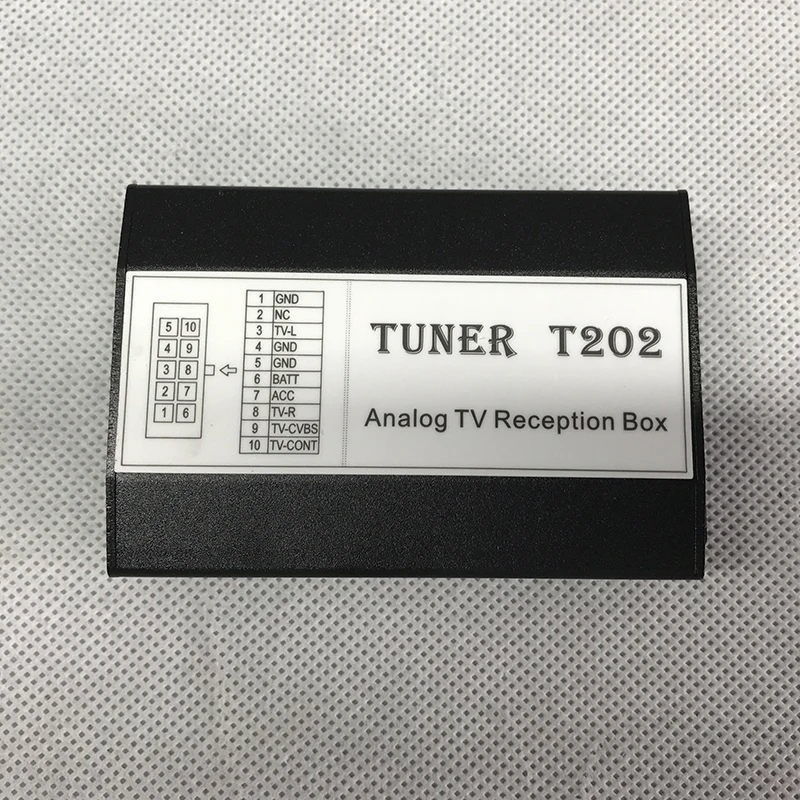 5 10
4 9
3 8
2 7
1 6
1 GND
2 NC
3 TV-L
4 GND
5 GND
6 BATT
7 ACC
8 TV-R
9 TV-CVBS
10 TV-CONT
TUNER T202
Analog TV Reception Box